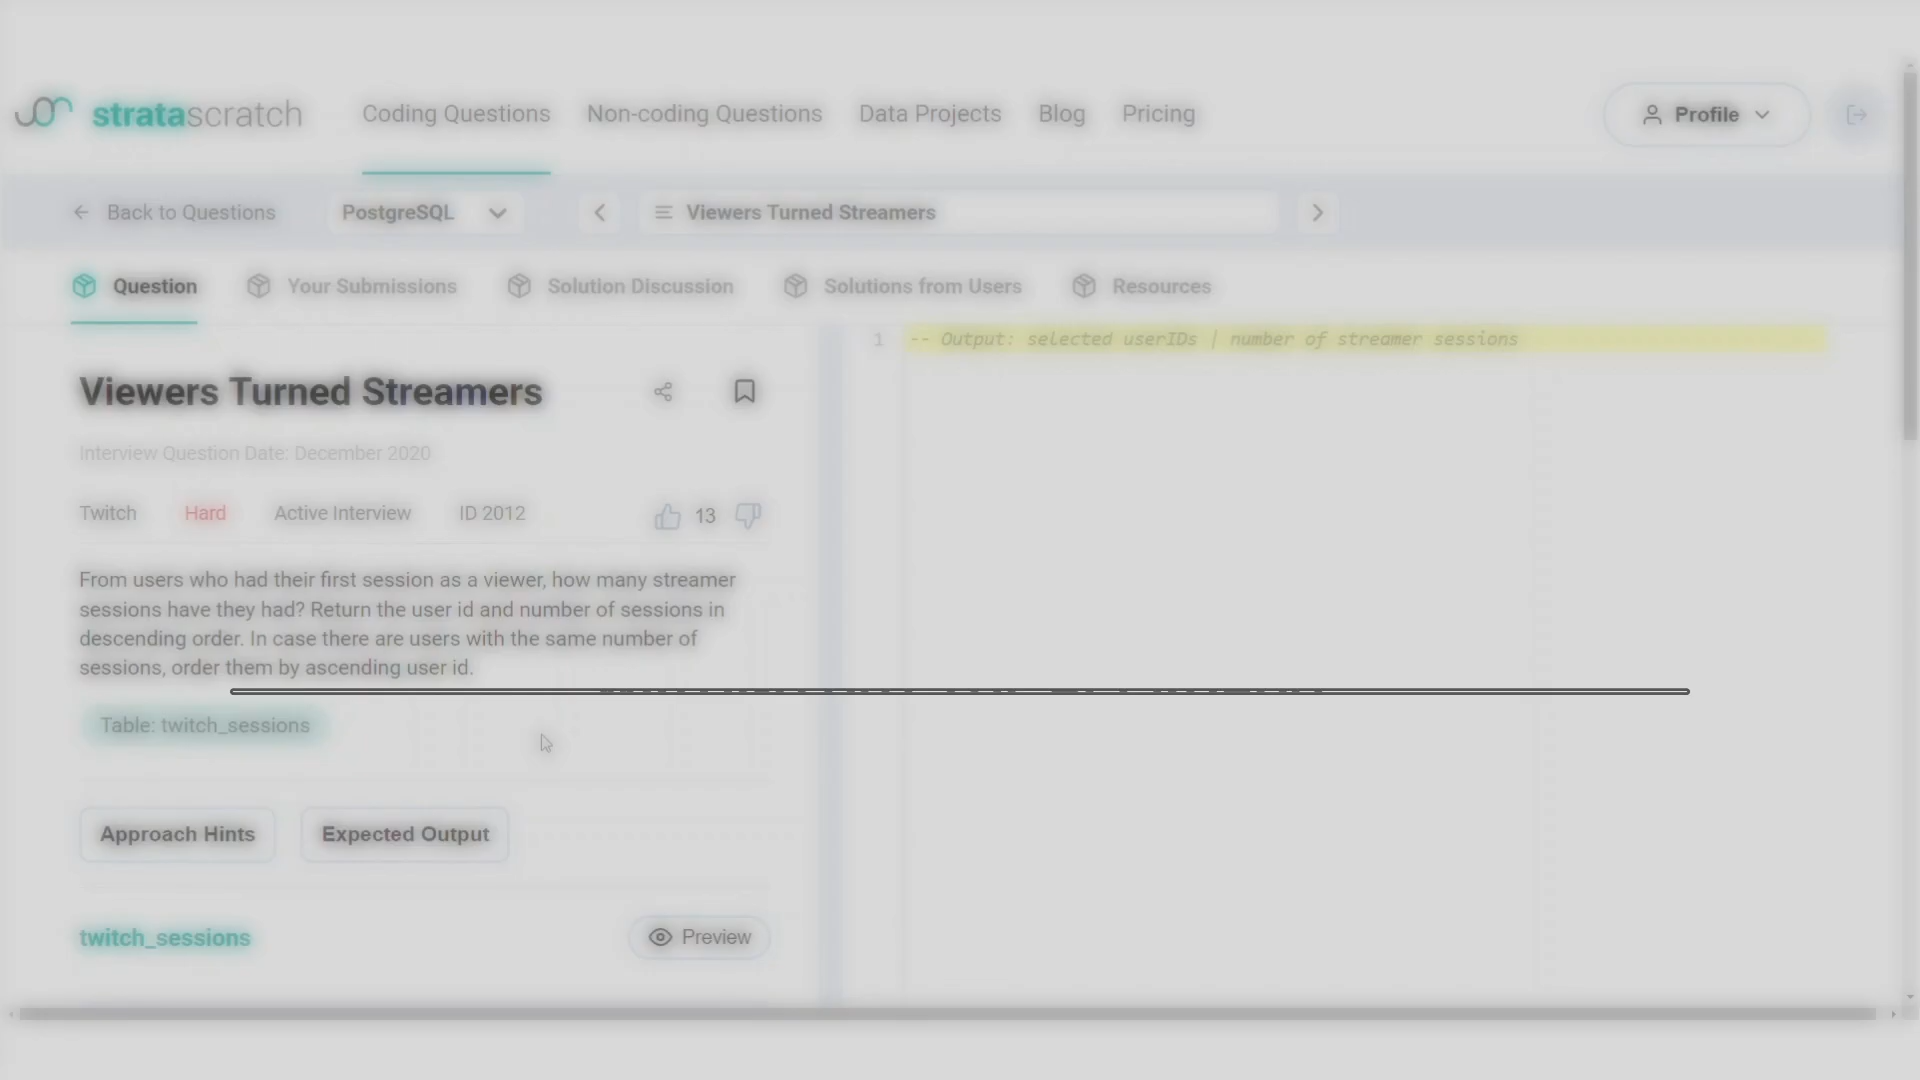 stratascratch
Coding Questions
Non-coding Questions
Data Projects
Blog
Pricing
Profile
Back to Questions
PostgreSQL
Viewers Turned Streamers
Question
Your Submissions
Solution Discussion
Solutions from Users
Resources
1
-- Output: selected userIDs | number of streamer sessions
Viewers Turned Streamers
Interview Question Date: December 2020
Twitch
Hard
Active Interview
ID 2012
13
From users who had their first session as a viewer, how many streamer
sessions have they had? Return the user id and number of sessions in
descending order. In case there are users with the same number of
sessions, order them by ascending user id.
Table: twitch_sessions
Approach Hints
Expected Output
twitch_sessions
Preview